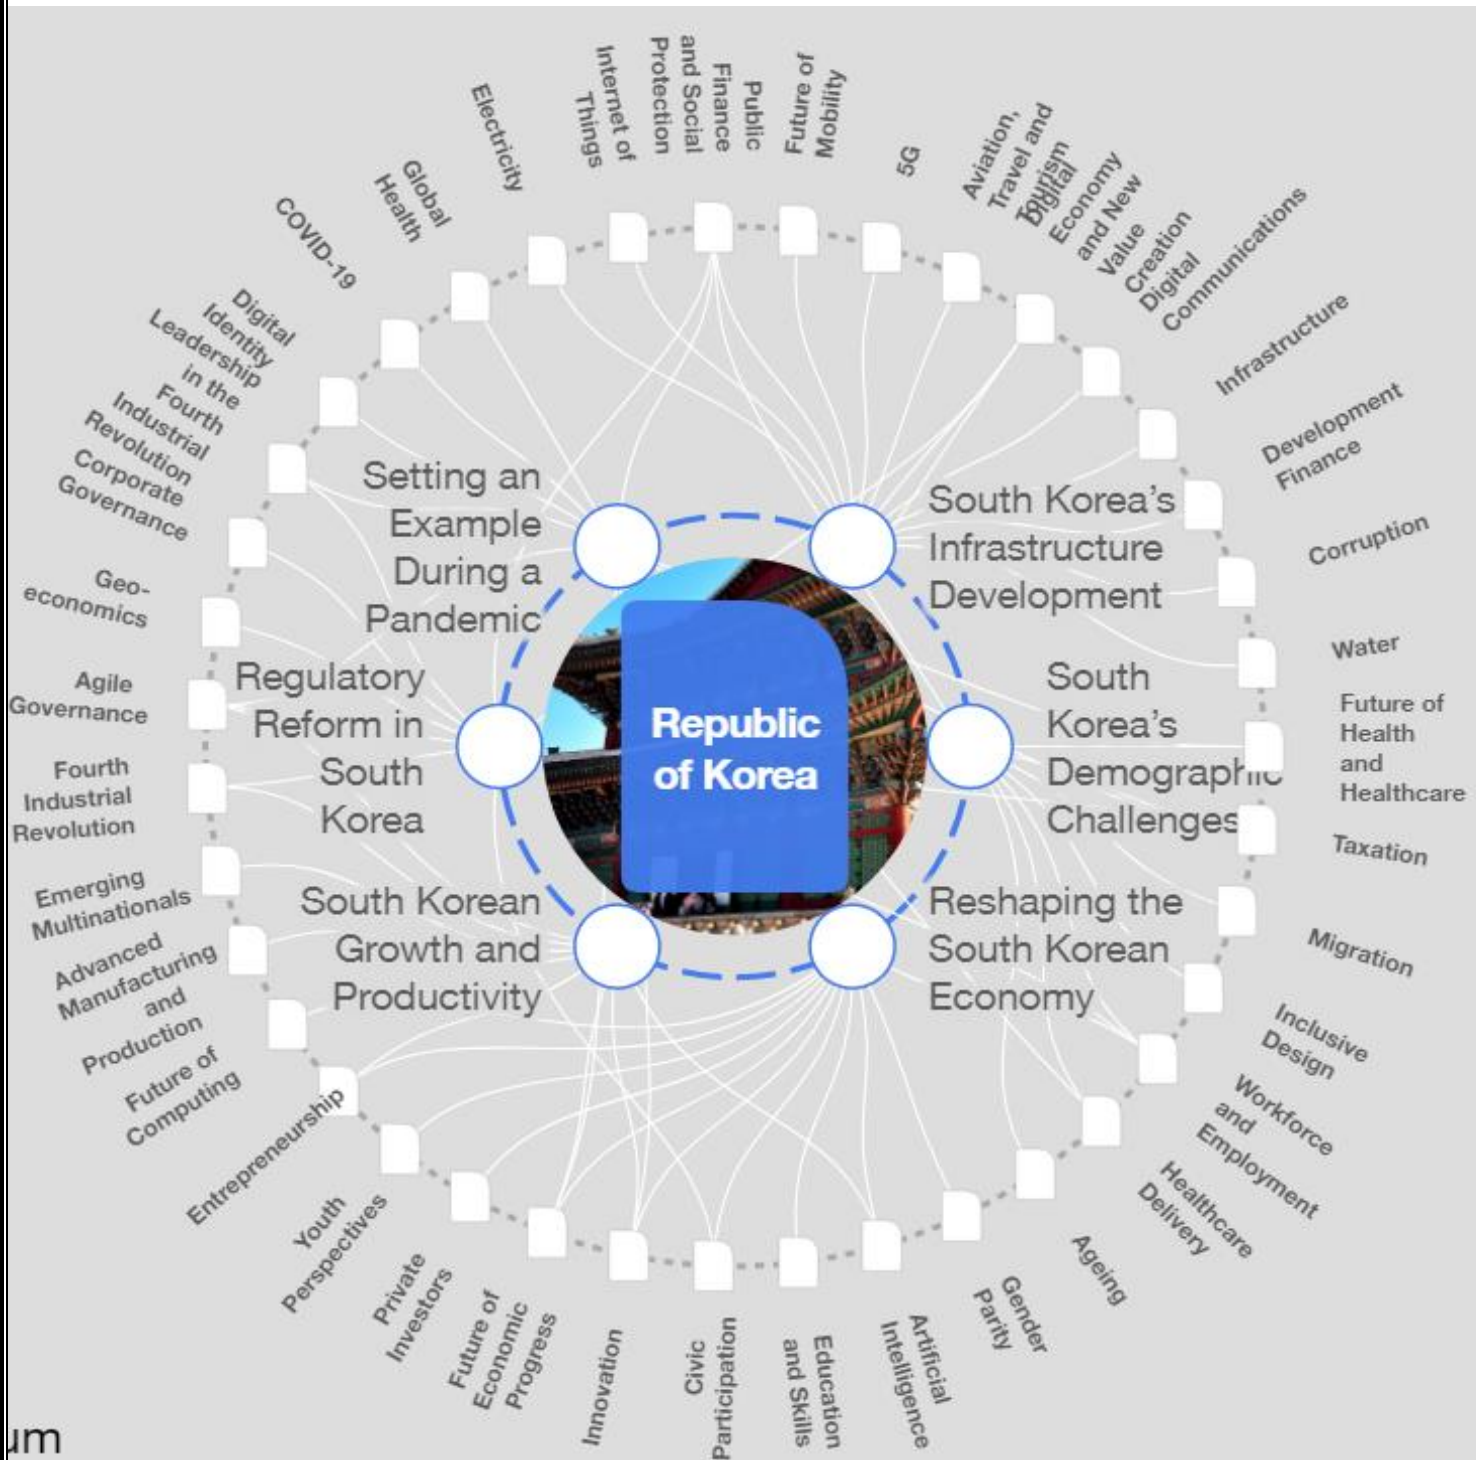 Republic
of Korea
Setting an
Example
During a
Pandemic
South Korea's
Infrastructure
Development
South
Korea's
Demographic
Challenges
Reshaping the
South Korean
Economy
South Korean
Growth and
Productivity
Regulatory
Reform in
South
Korea
Public
Finance
and Social
Protection
Future of
Mobility
5G
Aviation,
Travel and
Tourism
Digital
Economy
and New
Value
Creation
Digital
Communications
Infrastructure
Development
Finance
Corruption
Water
Future of
Health
and
Healthcare
Taxation
Migration
Inclusive
Design
Workforce
and
Employment
Healthcare
Delivery
Ageing
Gender
Parity
Artificial
Intelligence
Education
and Skills
Civic
Participation
Innovation
Future of
Economic
Progress
Private
Investors
Youth
Perspectives
Entrepreneurship
Future of
Computing
Advanced
Manufacturing
and
Production
Emerging
Multinationals
Fourth
Industrial
Revolution
Agile
Governance
Geo-
economics
Corporate
Governance
Leadership
in the
Fourth
Industrial
Revolution
Digital
Identity
COVID-19
Global
Health
Electricity
Internet of
Things
um